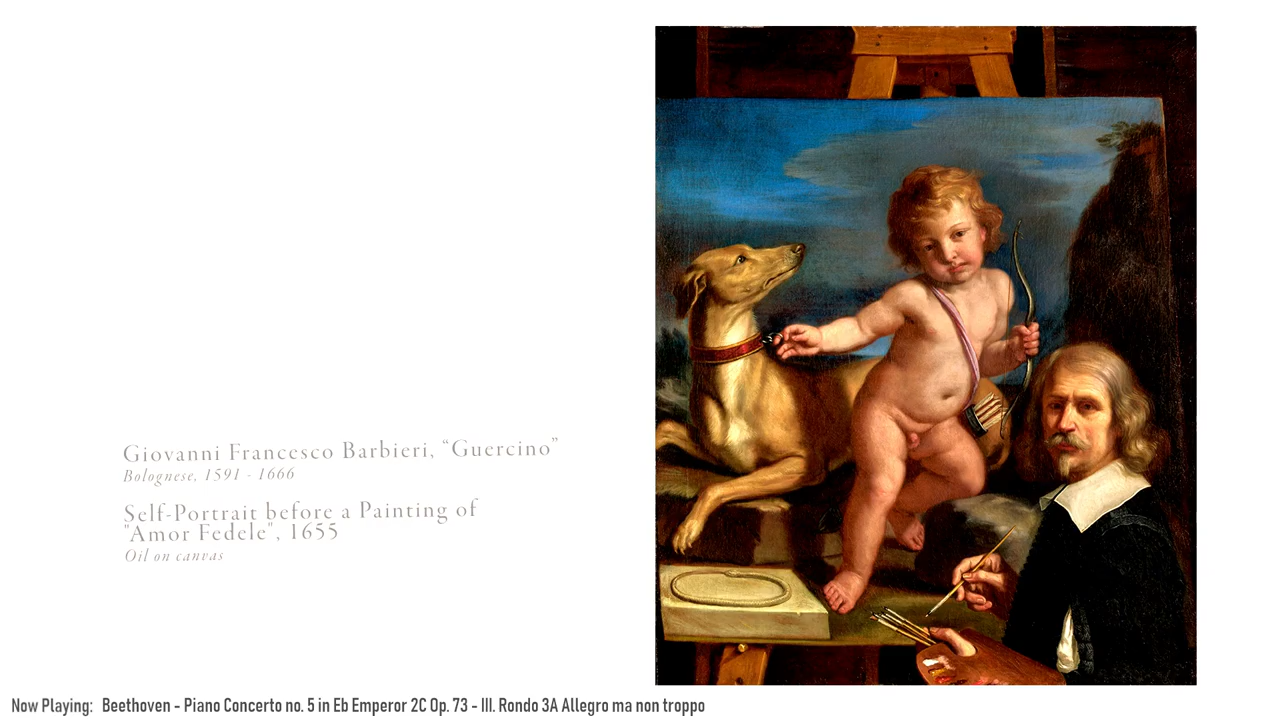 Giovanni Francesco Barbieri, “Guercino”
Bolognese, 1591 - 1666
Self-Portrait before a Painting of
"Amor Fedele", 1655
Oil on canvas
Now Playing: Beethoven - Piano Concerto no. 5 in Eb Emperor 2C Op. 73 - III. Rondo 3A Allegro ma non troppo